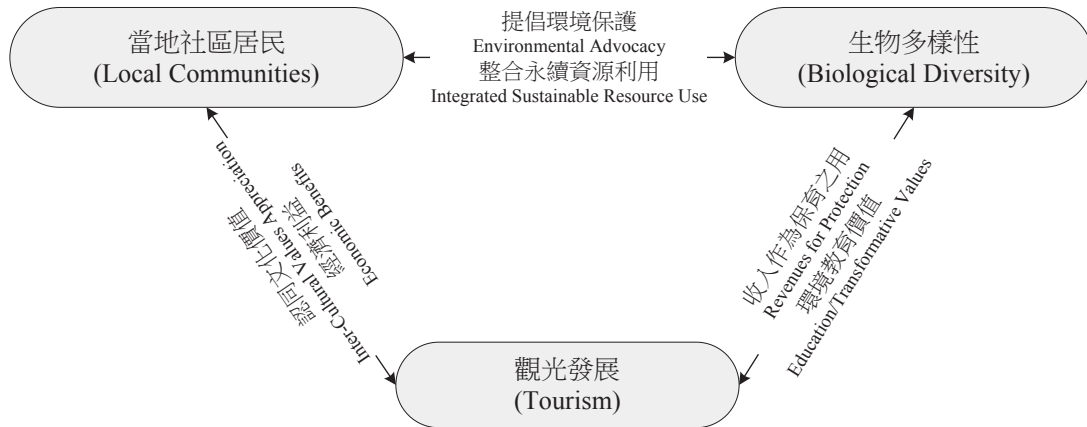 當地社區居民
(Local Communities)
提倡環境保護
Environmental Advocacy
整合永續資源利用
Integrated Sustainable Resource Use
生物多樣性
(Biological Diversity)
認同文化價值
Inter-Cultural Values Appreciation
經濟利益
Economic Benefits
收入作為保育之用
Revenues for Protection
環境教育價值
Education/Transformative Values
觀光發展
(Tourism)